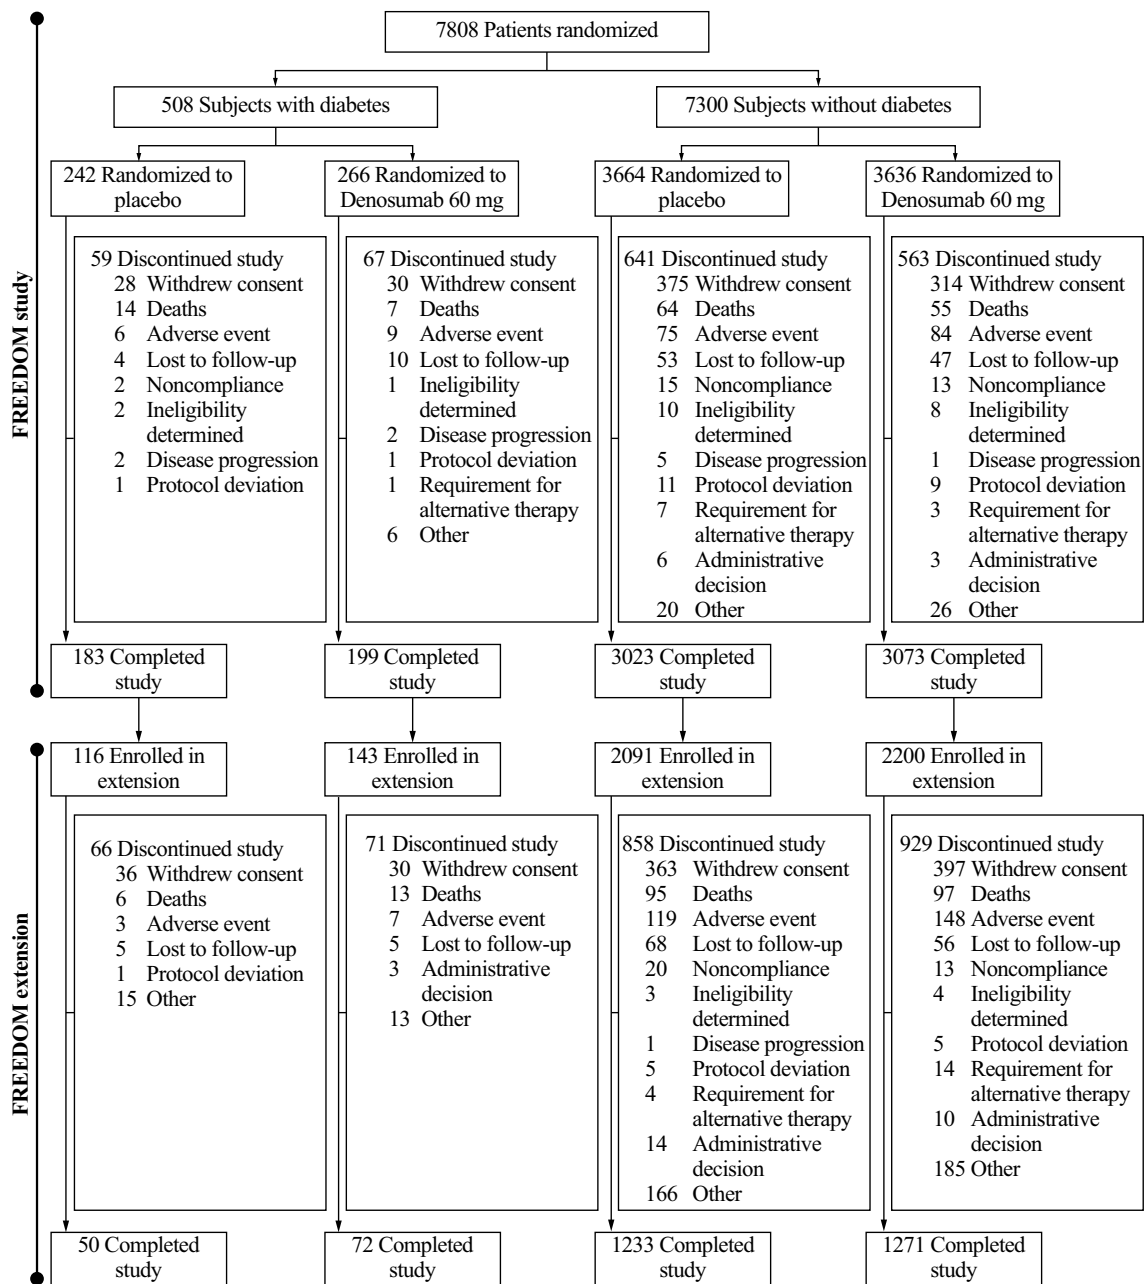 7808 Patients randomized
508 Subjects with diabetes
7300 Subjects without diabetes
242 Randomized to
placebo
266 Randomized to
Denosumab 60 mg
3664 Randomized to
placebo
3636 Randomized to
Denosumab 60 mg
FREEDOM study
59 Discontinued study
28 Withdrew consent
14 Deaths
6 Adverse event
4 Lost to follow-up
2 Noncompliance
2 Ineligibility
determined
2 Disease progression
1 Protocol deviation
67 Discontinued study
30 Withdrew consent
7 Deaths
9 Adverse event
10 Lost to follow-up
1 Ineligibility
determined
2 Disease progression
1 Protocol deviation
1 Requirement for
alternative therapy
6 Other
641 Discontinued study
375 Withdrew consent
64 Deaths
75 Adverse event
53 Lost to follow-up
15 Noncompliance
10 Ineligibility
determined
5 Disease progression
11 Protocol deviation
7 Requirement for
alternative therapy
6 Administrative
decision
20 Other
563 Discontinued study
314 Withdrew consent
55 Deaths
84 Adverse event
47 Lost to follow-up
13 Noncompliance
8 Ineligibility
determined
1 Disease progression
9 Protocol deviation
3 Requirement for
alternative therapy
3 Administrative
decision
26 Other
183 Completed
study
199 Completed
study
3023 Completed
study
3073 Completed
study
FREEDOM extension
116 Enrolled in
extension
143 Enrolled in
extension
2091 Enrolled
in extension
2200 Enrolled in
extension
66 Discontinued study
36 Withdrew consent
6 Deaths
3 Adverse event
5 Lost to follow-up
1 Protocol deviation
15 Other
71 Discontinued study
30 Withdrew consent
13 Deaths
7 Adverse event
5 Lost to follow-up
3 Administrative
decision
13 Other
858 Discontinued study
363 Withdrew consent
95 Deaths
119 Adverse event
68 Lost to follow-up
20 Noncompliance
3 Ineligibility
determined
1 Disease progression
5 Protocol deviation
4 Requirement for
alternative therapy
14 Administrative
decision
166 Other
929 Discontinued study
397 Withdrew consent
97 Deaths
148 Adverse event
56 Lost to follow-up
13 Noncompliance
4 Ineligibility
determined
5 Protocol deviation
14 Requirement for
alternative therapy
10 Administrative
decision
185 Other
50 Completed
study
72 Completed
study
1233 Completed
study
1271 Completed
study